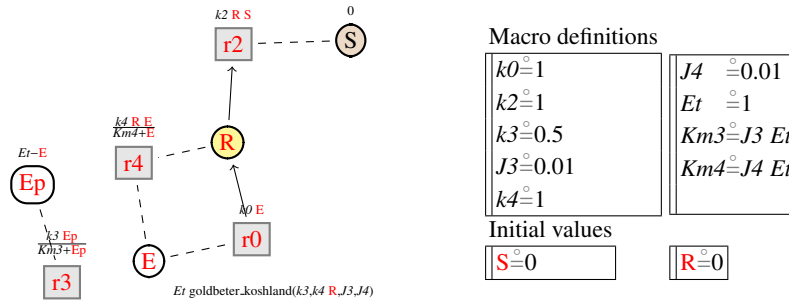 k2 R S
0
r2
S
k4 R E
Km4+E
R
r4
Et−E
Ep
k0 E
k3 Ep
Km3+Ep
E
r0
r3
Et goldbeter_koshland(k3,k4 R,J3,J4)
Macro definitions
k0≗1
k2≗1
k3≗0.5
J3≗0.01
k4≗1
J4 ≗0.01
Et ≗1
Km3≗J3 Et
Km4≗J4 Et
Initial values
S≗0
R≗0